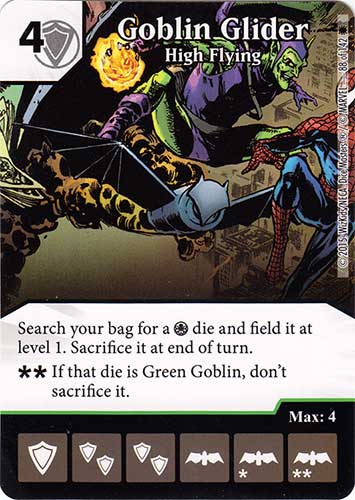 4
Goblin Glider
High Flying
88 of 142
© 2015 WIZKIDS/NECA. Dice Masters © / © MARVEL
Search your bag for a die and field it at
level 1. Sacrifice it at end of turn.
** If that die is Green Goblin, don't
sacrifice it.
Max: 4
*
**